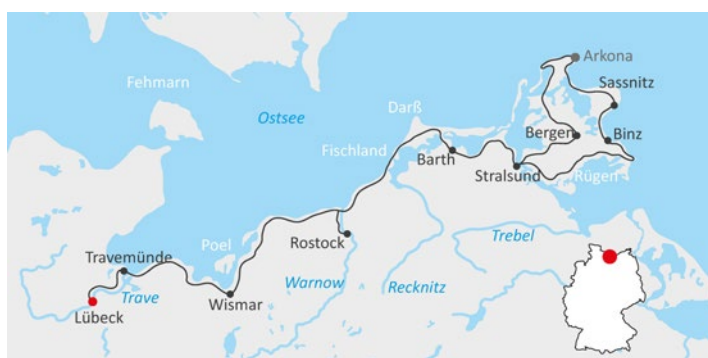 Arkona
Fehmarn
Sassnitz
Darß
Ostsee
Bergen
Binz
Fischland
Barth
Stralsund
Rügen
Poel
Rostock
Trebel
Travemünde
Warnow
Recknitz
Trave
Wismar
Lübeck